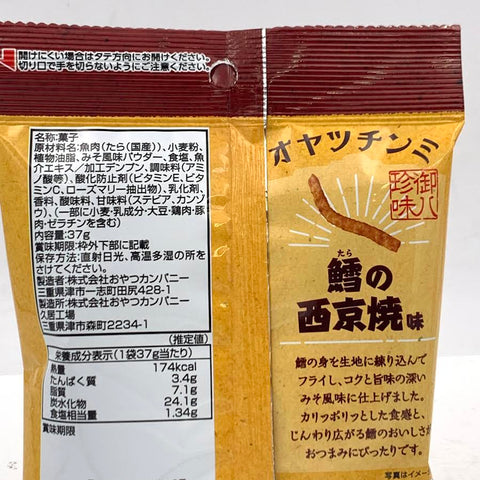 開けにくい場合はタテ方向にお開けください。
切り口で手を切らないようにご注意ください。
名称:菓子
原材料名:魚肉(たら(国産))、小麦粉、
植物油脂、みそ風味パウダー、食塩、魚
介エキス/加工デンプン、調味料(アミ
ノ酸等)、酸化防止剤(ビタミンE、ビタ
ミンC、ローズマリー抽出物)、乳化剤、
香料、酸味料、甘味料(ステビア、カンゾ
ウ)、(一部に小麦・乳成分・大豆・鶏肉・豚
肉・ゼラチンを含む)
内容量:37g
賞味期限:枠外下部に記載
保存方法:直射日光、高温多湿の所を
さけてください。
製造者:株式会社おやつカンパニー
三重県津市一志町田尻428-1
製造所:株式会社おやつカンパニー
久居工場
三重県津市森町2234-1
(推定値)
栄養成分表示(1袋37g当たり)
熱量 174kcal
たんぱく質 3.4g
脂質 7.1g
炭水化物 24.1g
食塩相当量 1.34g
賞味期限
オヤツチンミ
御八
珍味
たら
鱈の
西京焼味
鱈の身を生地に練り込んで
フライし、コクと旨味の深い
みそ風味に仕上げました。
カリッポリッとした食感と、
じんわり広がる鱈のおいしさが
おつまみにぴったりです。
写真はイメージ